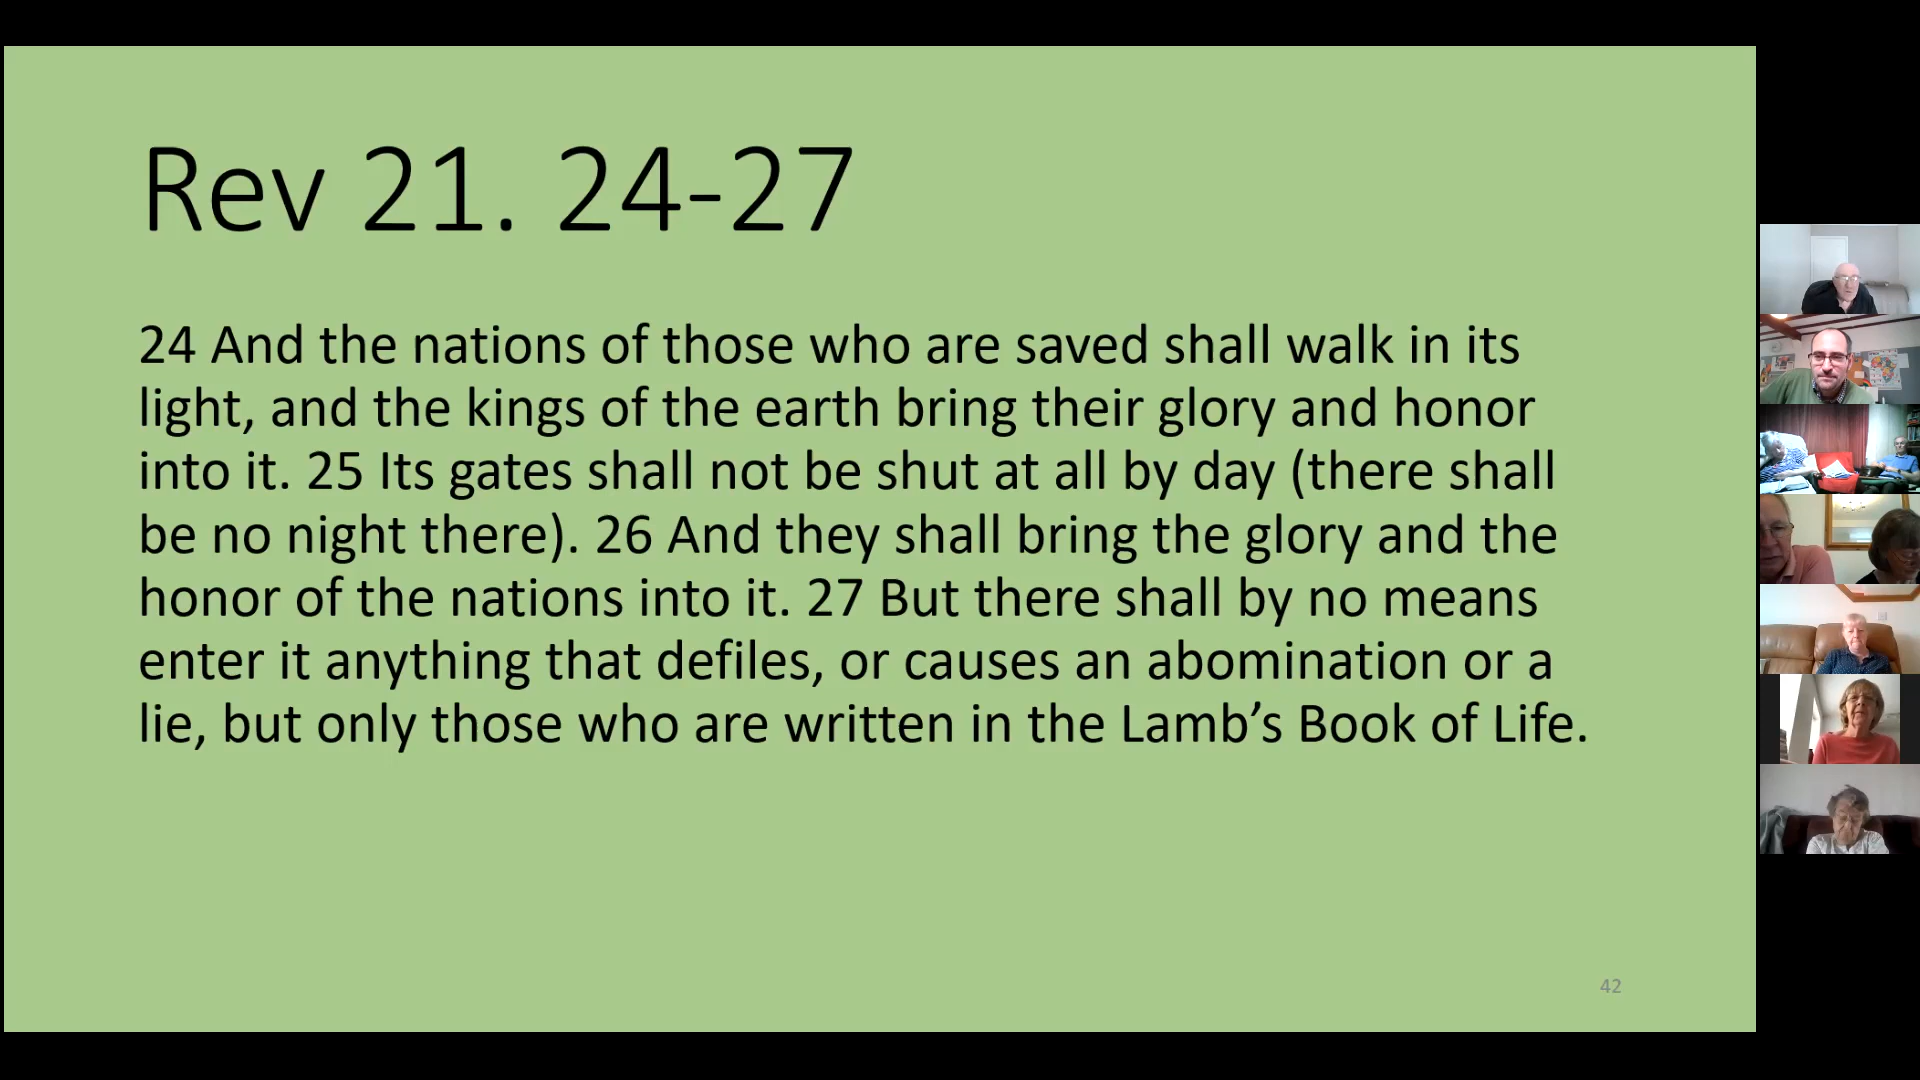 Rev 21. 24-27
24 And the nations of those who are saved shall walk in its
light, and the kings of the earth bring their glory and honor
into it. 25 Its gates shall not be shut at all by day (there shall
be no night there). 26 And they shall bring the glory and the
honor of the nations into it. 27 But there shall by no means
enter it anything that defiles, or causes an abomination or a
lie, but only those who are written in the Lamb’s Book of Life.
42